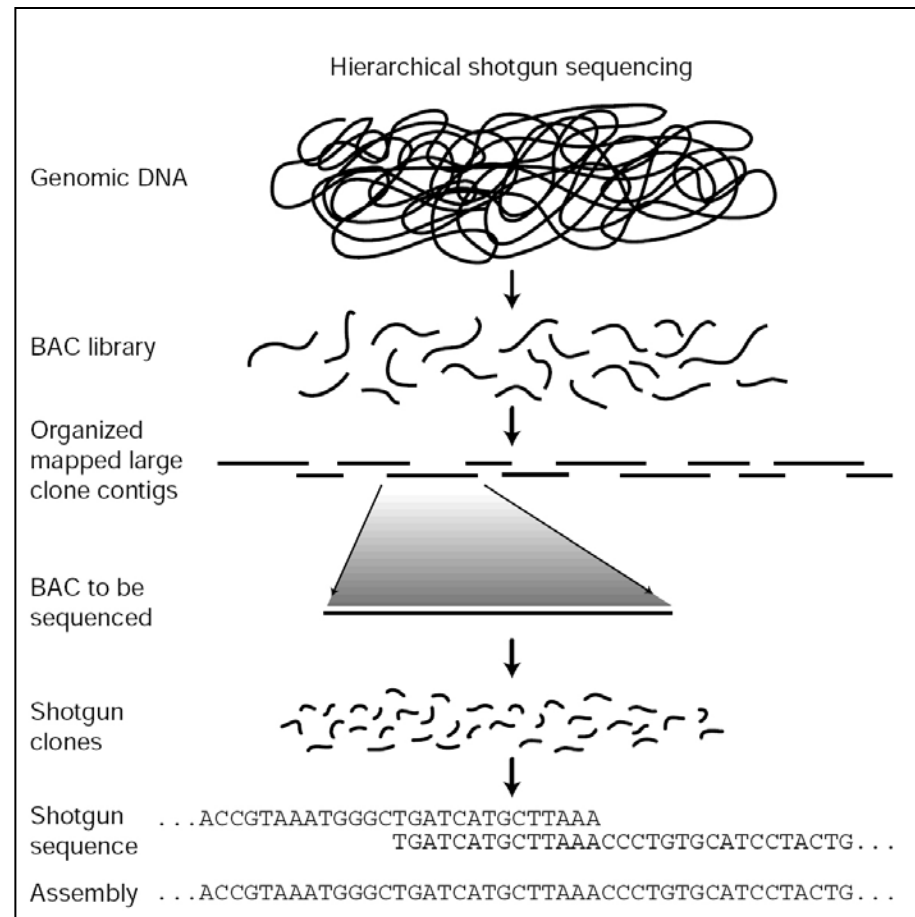 Hierarchical shotgun sequencing
Genomic DNA
BAC library
Organized
mapped large
clone contigs
BAC to be
sequenced
Shotgun
clones
Shotgun
sequence
...ACCGTAAATGGGCTGATCATGCTTAAA
TGATCATGCTTAAACCCTGTGCATCCTACTG...
Assembly
...ACCGTAAATGGGCTGATCATGCTTAAACCCTGTGCATCCTACTG...